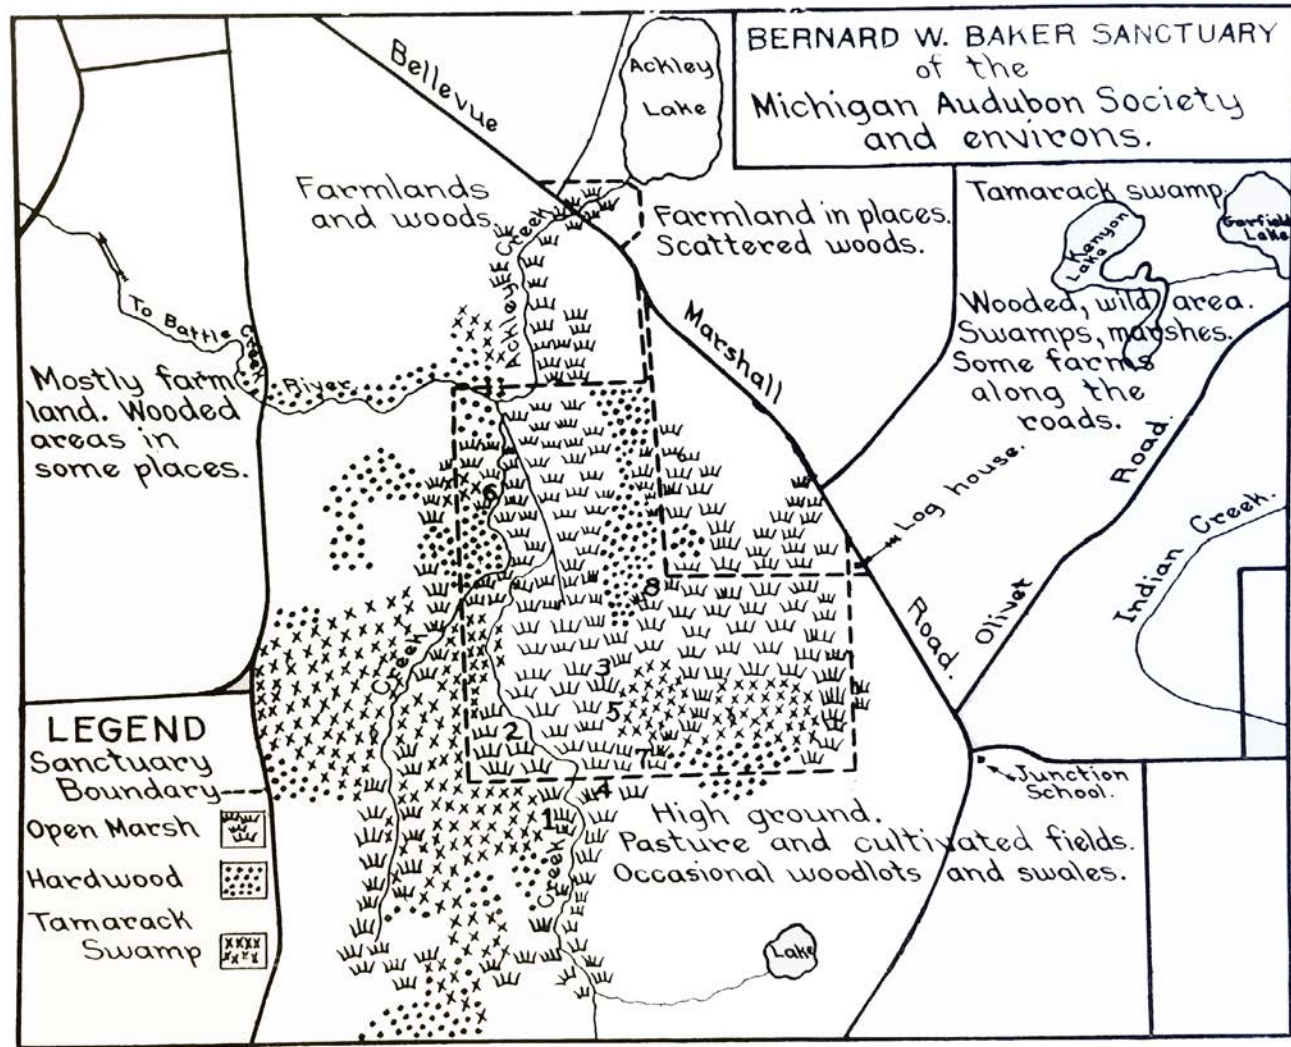 BERNARD W. BAKER SANCTUARY
of the
Michigan Audubon Society
and environs.
Bellevue
Ackley
Lake
Farmlands
and woods.
Ackley Creek
Farmland in places.
Scattered woods.
Tamarack swamp.
Kenyon
Lake
Garfield
Lake
Wooded, wild area.
Swamps, marshes.
Some farms
along the
roads.
To Battle Creek River
Marshall
Mostly farm
land. Wooded
areas in
some places.
Log house.
Olivet Road.
Indian Creek.
6
8
Road.
Creek
3
5
2
7
4
1
Creek
LEGEND
Sanctuary
Boundary
Open Marsh
Hardwood
Tamarack
Swamp
Junction
School.
High ground.
Pasture and cultivated fields.
Occasional woodlots and swales.
Lake